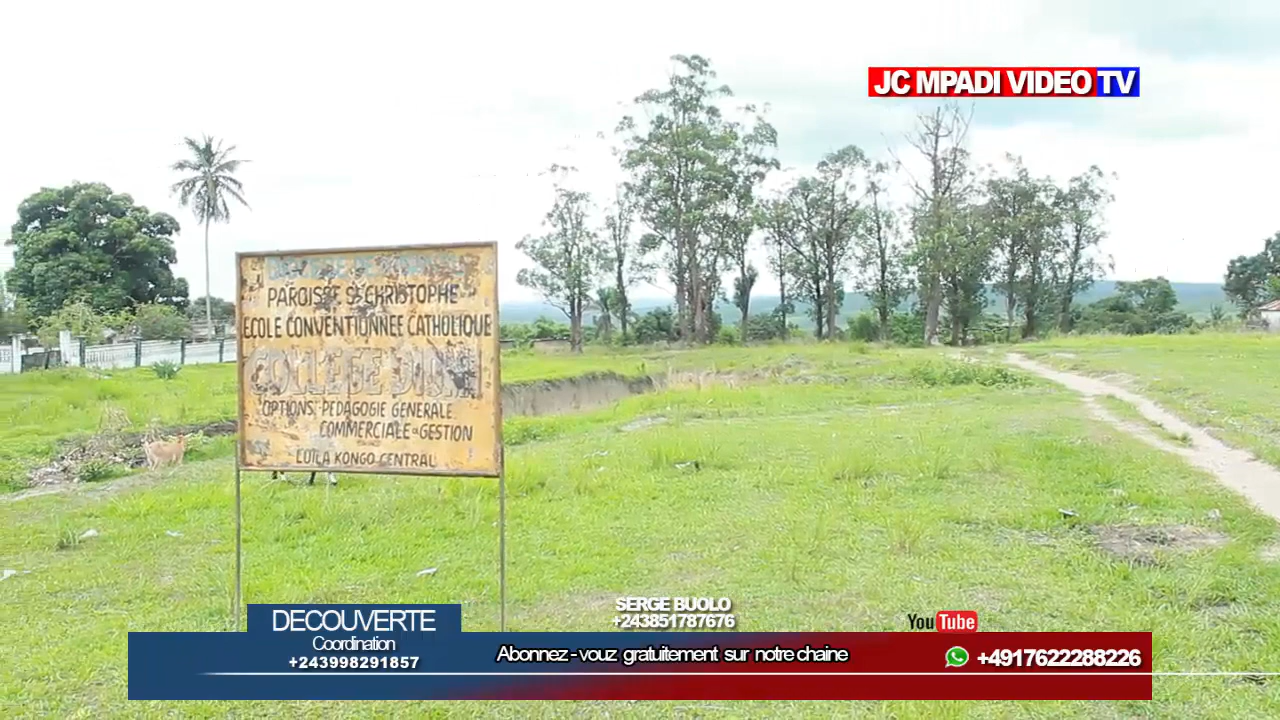 JC MPADI VIDEO TV
PAROISSE St CHRISTOPHE
ECOLE CONVENTIONNEE CATHOLIQUE
COLLEGE
OPTIONS: PEDAGOGIE GENERALE
COMMERCIALE - GESTION
LUILA KONGO CENTRAL
DECOUVERTE
Coordination
+243998291857
SERGE BUOLO
+243851787676
Abonnez - vouz gratuitement sur notre chaine
YouTube
+4917622288226